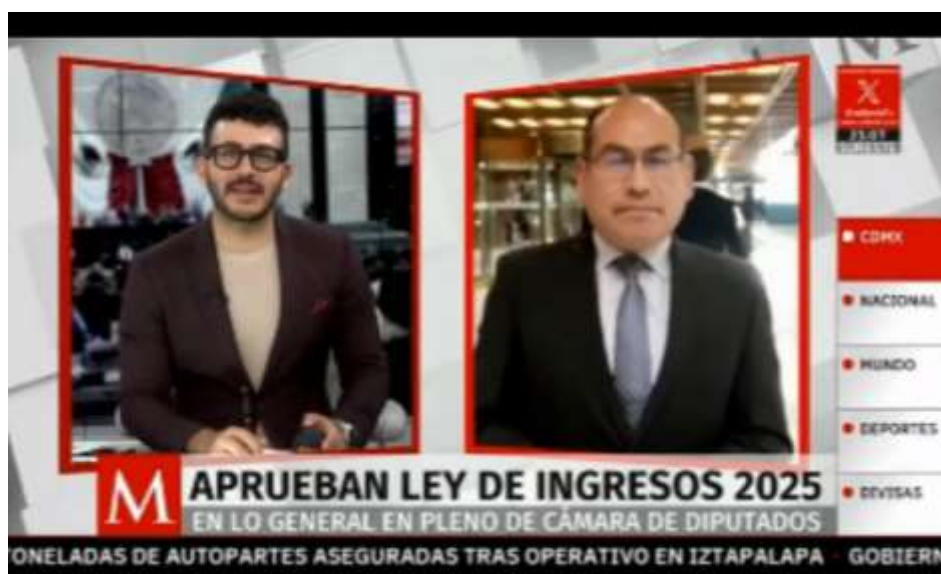 CDMX
NACIONAL
MUNDO
DEPORTES
DIVISAS
M APRUEBAN LEY DE INGRESOS 2025
EN LO GENERAL EN PLENO DE CÁMARA DE DIPUTADOS
TONELADAS DE AUTOPARTES ASEGURADAS TRAS OPERATIVO EN IZTAPALAPA GOBIERN